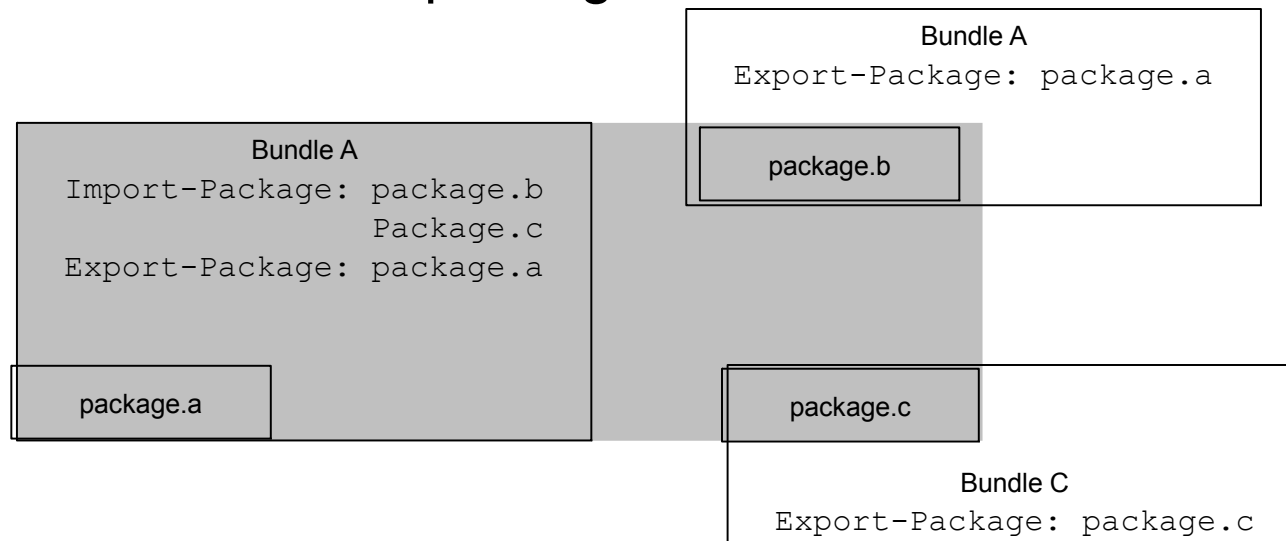 Bundle A
Export-Package: package.a
package.b
Bundle A
Import-Package: package.b
Package.c
Export-Package: package.a
package.a
package.c
Bundle C
Export-Package: package.c